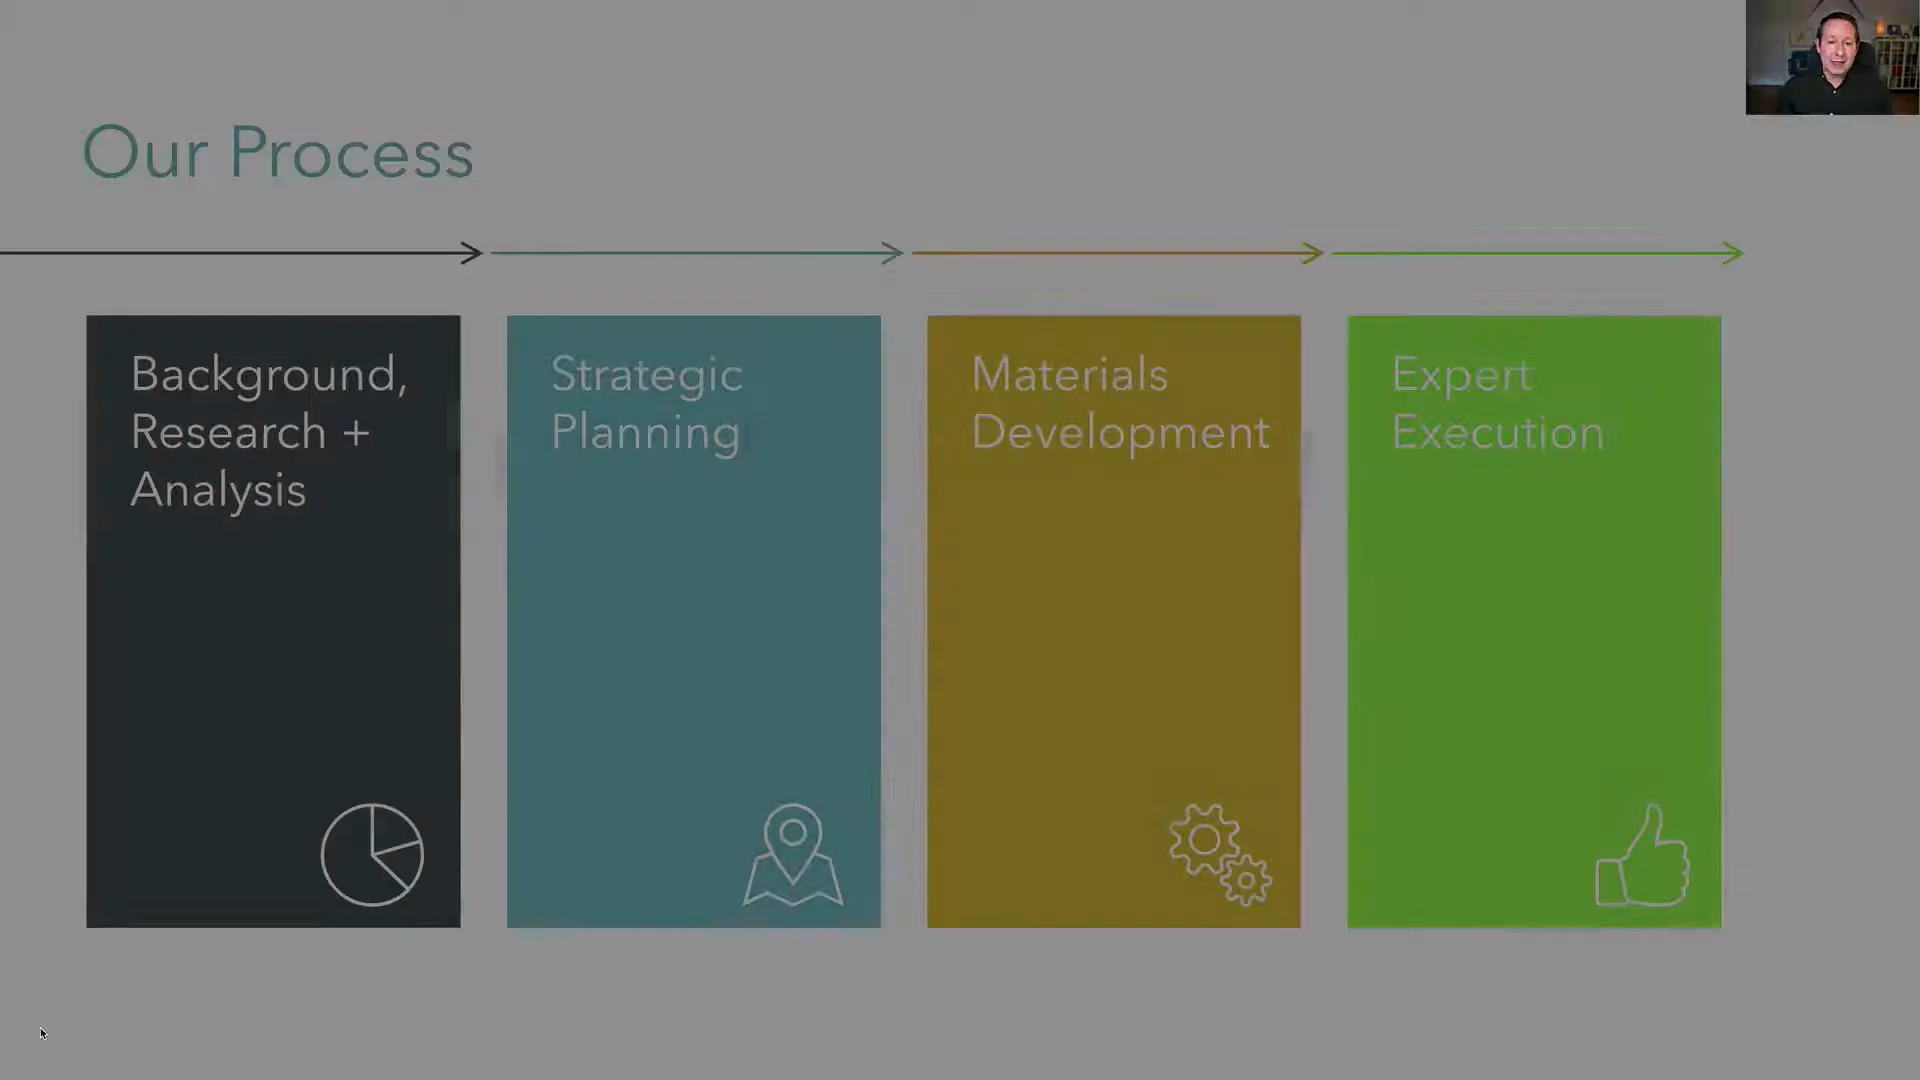 Our Process
Background,
Research +
Analysis
Strategic
Planning
Materials
Development
Expert
Execution